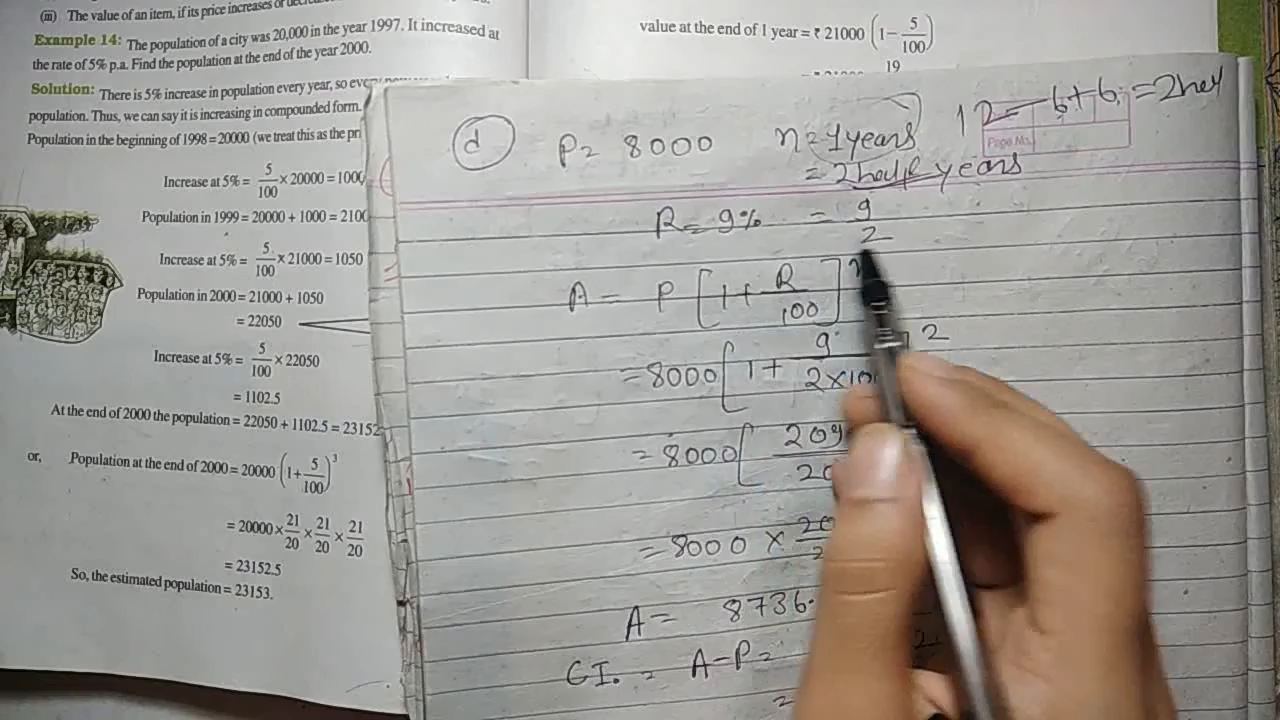 (iii) The value of an item, if its price increases or
Example 14: The population of a city was 20,000 in the year 1997. It increased at
the rate of 5% p.a. Find the population at the end of the year 2000.
Solution: There is 5% increase in population every year, so
population. Thus, we can say it is increasing in compounded form.
Population in the beginning of 1998 = 20000 (we treat this as the
Increase at 5% = 5/100 × 20000 = 1000
Population in 1999 = 20000 + 1000 = 2100
Increase at 5% = 5/100 × 21000 = 1050
Population in 2000 = 21000 + 1050
= 22050
Increase at 5% = 5/100 × 22050
= 1102.5
At the end of 2000 the population = 22050 + 1102.5 = 23152
or, Population at the end of 2000 = 20000 (1+5/100)³
= 20000 × 21/20 × 21/20 × 21/20
= 23152.5
So, the estimated population = 23153.
value at the end of 1 year = ₹ 21000 (1 − 5/100)
19
Page No.
12 = 6+6 = 2
(d) P = 8000 n = 1 years
= 2 half years
R = 9% = 9/2
A = P [1 + R/100]ⁿ
= 8000 [1 + 9/2×100]²
= 8000 [209
= 8000 ×
A = 8736.
CI. = A-P =
=